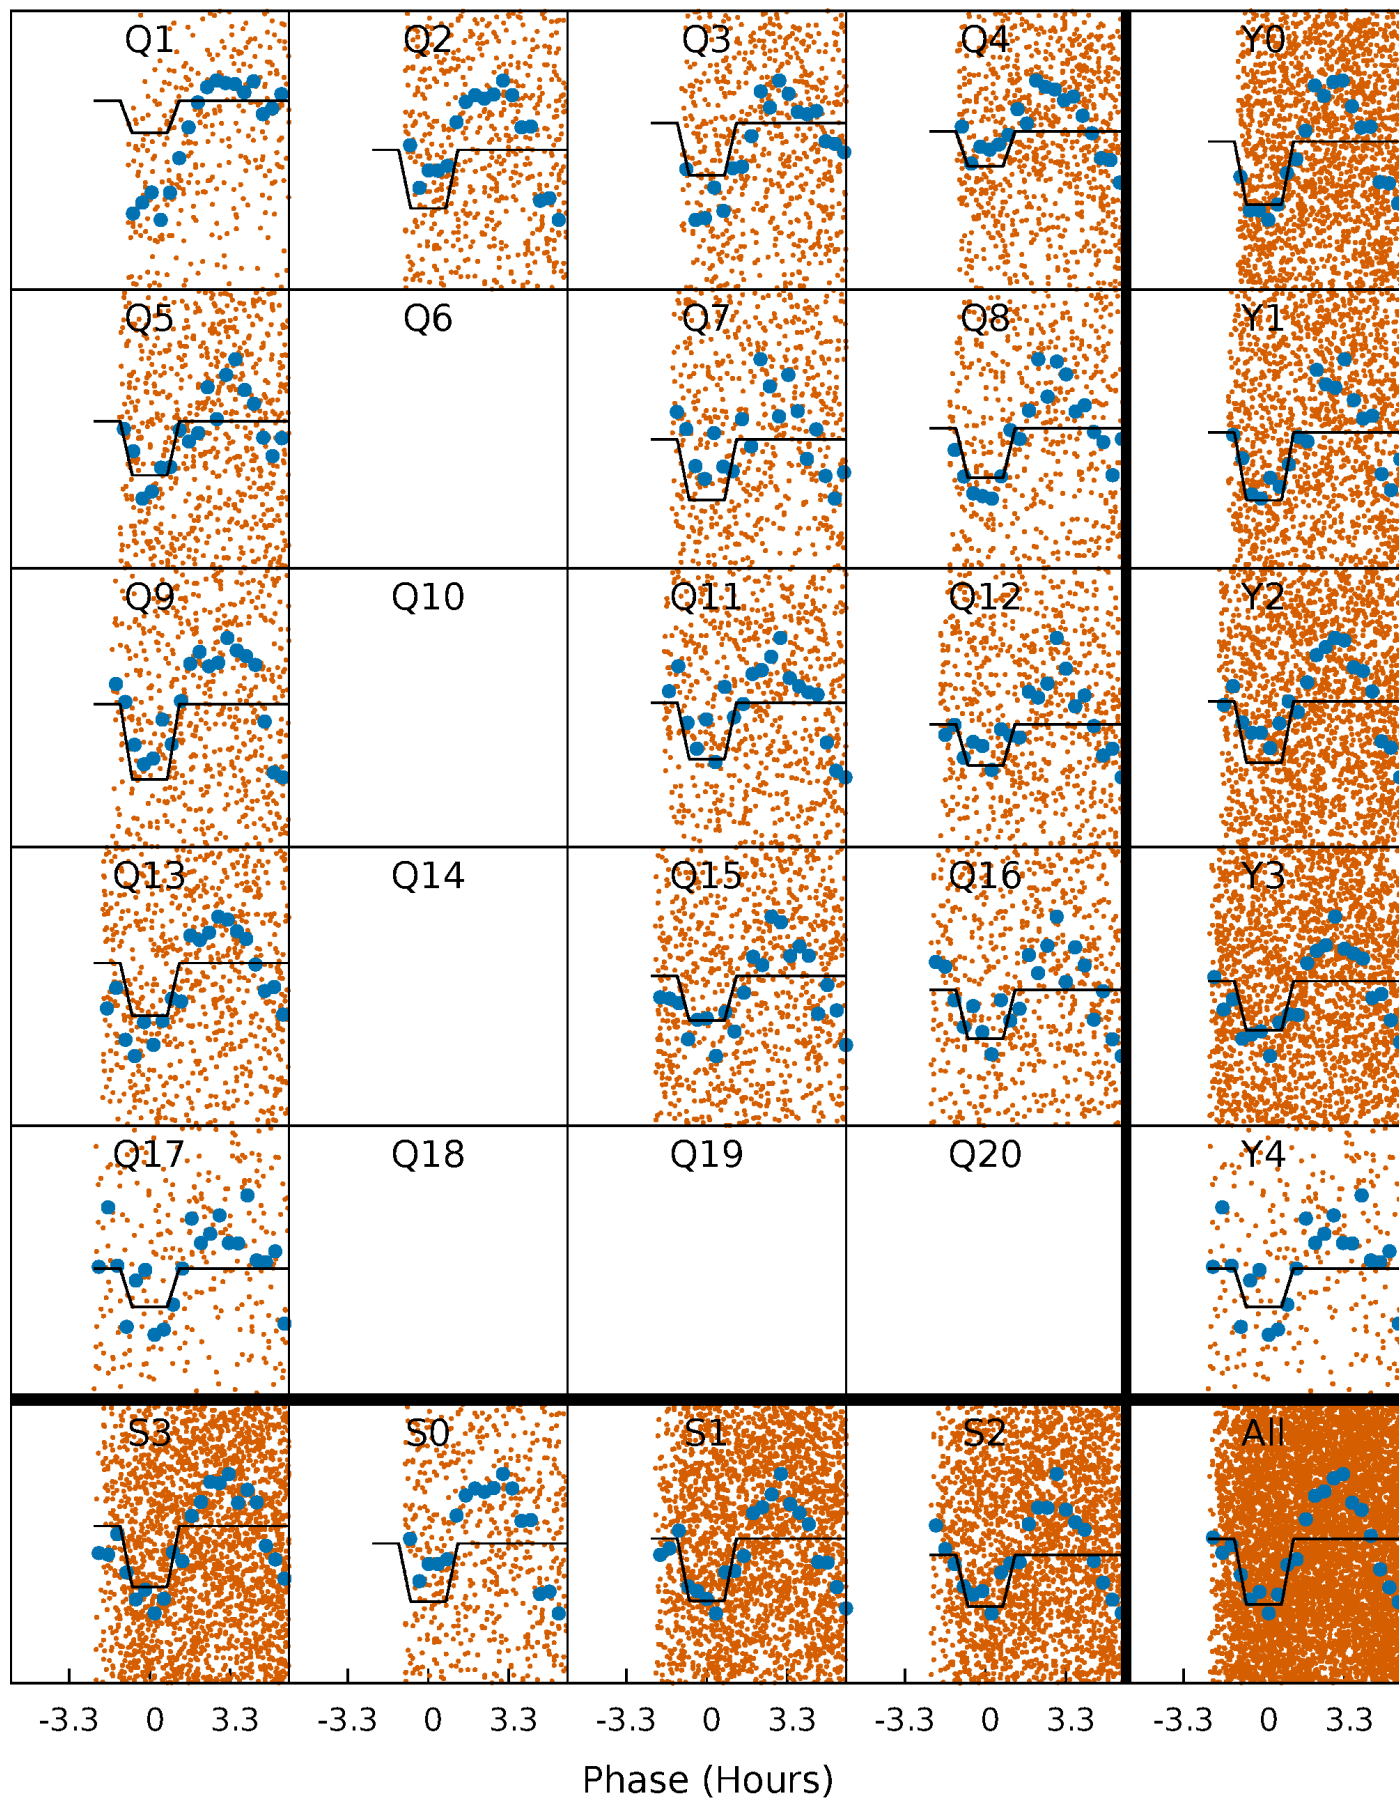 Q1 Q2 Q3 Q4 Y0
Q5 Q6 Q7 Q8 Y1
Q9 Q10 Q11 Q12 Y2
Q13 Q14 Q15 Q16 Y3
Q17 Q18 Q19 Q20 Y4
S3 S0 S1 S2 All
-3.3 0 3.3 -3.3 0 3.3 -3.3 0 3.3 -3.3 0 3.3 -3.3 0 3.3
Phase (Hours)